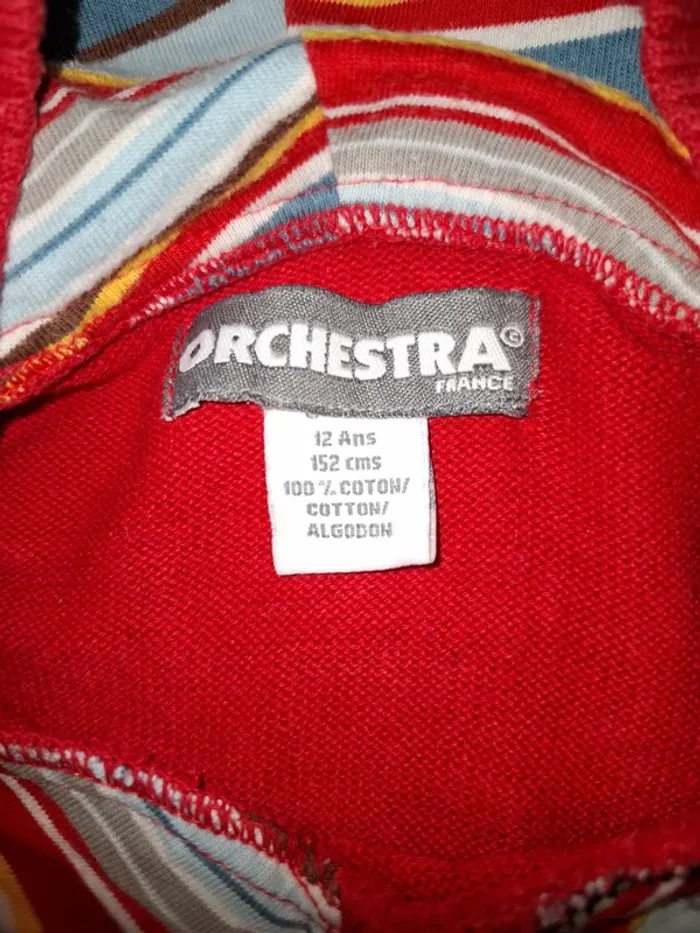 ORCHESTRA©
FRANCE
12 Ans
152 cms
100% COTON/
COTTON/
ALGODON